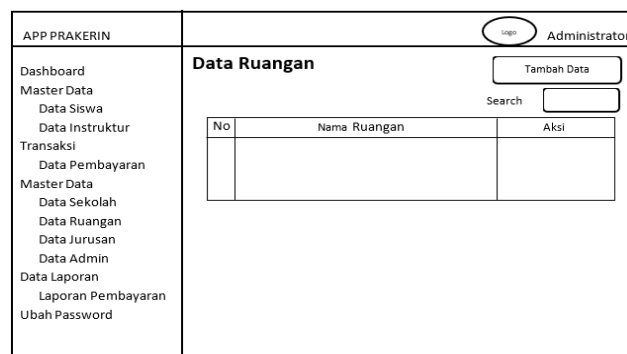 APP PRAKERIN
Logo
Administrator
Dashboard
Master Data
Data Siswa
Data Instruktur
Transaksi
Data Pembayaran
Master Data
Data Sekolah
Data Ruangan
Data Jurusan
Data Admin
Data Laporan
Laporan Pembayaran
Ubah Password
Data Ruangan
Tambah Data
Search
No Nama Ruangan Aksi